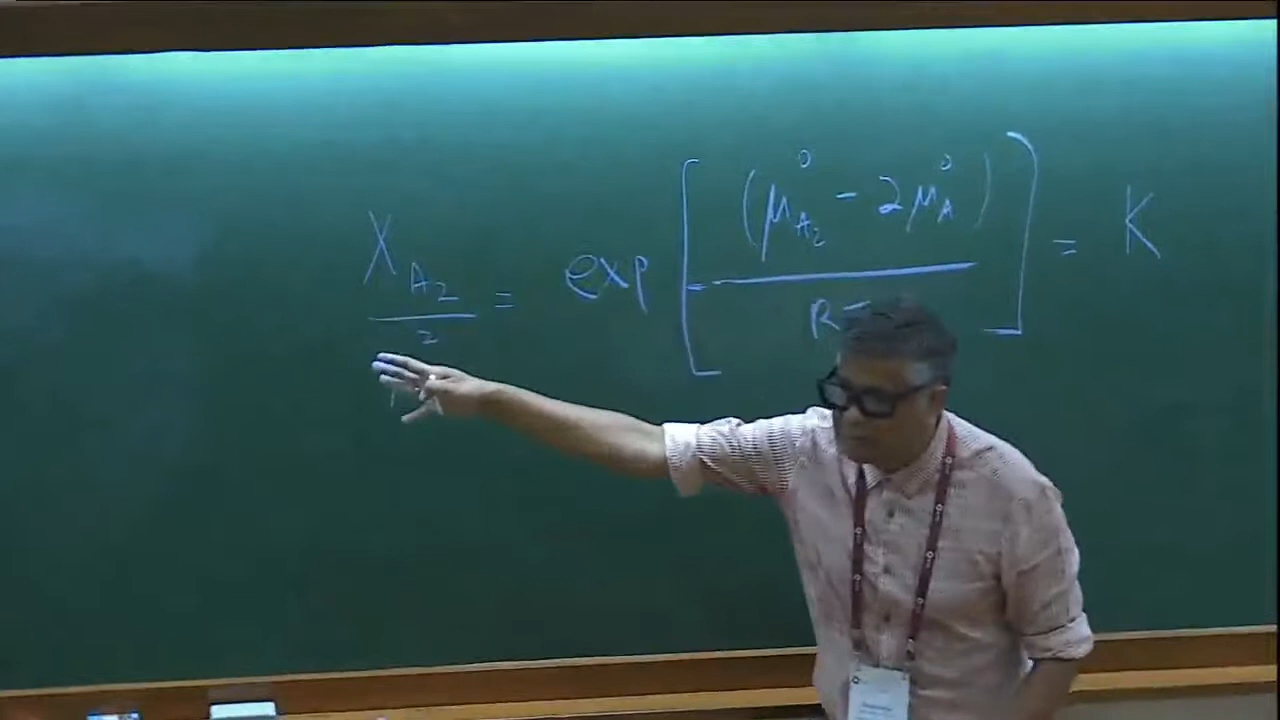 X_{A_2} / 2 = exp [ - (μ°_{A_2} - 2μ°_A) / R ] = K